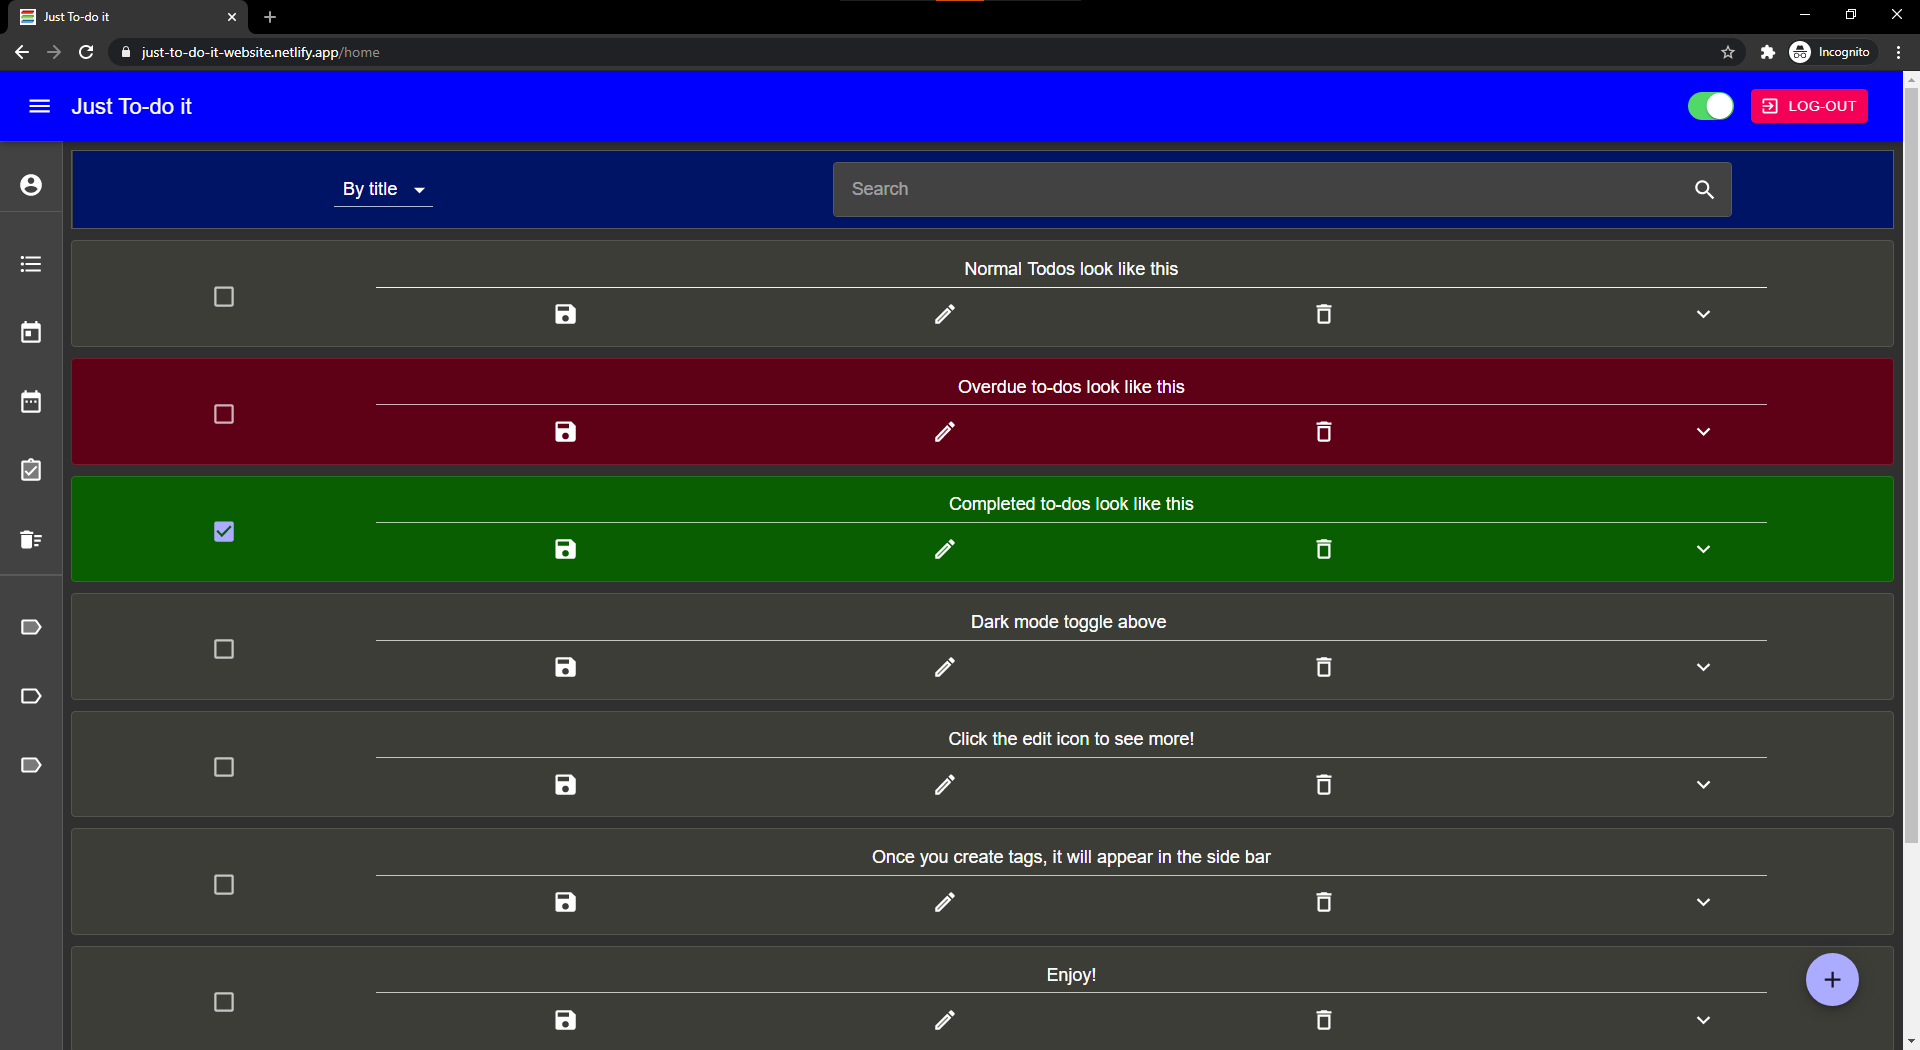 Just To-do it
just-to-do-it-website.netlify.app/home
Incognito
Just To-do it
LOG-OUT
By title
Search
Normal Todos look like this
Overdue to-dos look like this
Completed to-dos look like this
Dark mode toggle above
Click the edit icon to see more!
Once you create tags, it will appear in the side bar
Enjoy!